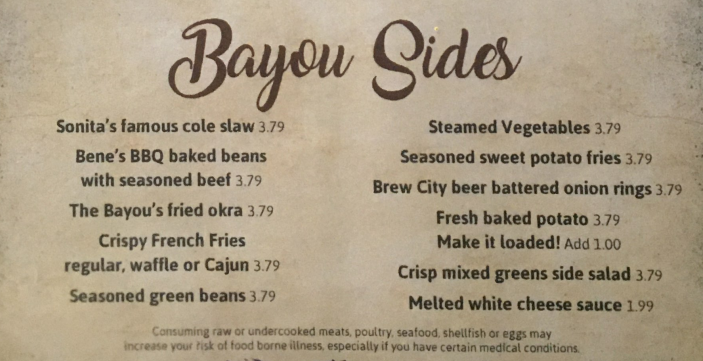 Bayou Sides
Sonita's famous cole slaw 3.79
Bene's BBQ baked beans
with seasoned beef 3.79
The Bayou's fried okra 3.79
Crispy French Fries
regular, waffle or Cajun 3.79
Seasoned green beans 3.79
Steamed Vegetables 3.79
Seasoned sweet potato fries 3.79
Brew City beer battered onion rings 3.79
Fresh baked potato 3.79
Make it loaded! Add 1.00
Crisp mixed greens side salad 3.79
Melted white cheese sauce 1.99
Consuming raw or undercooked meats, poultry, seafood, shellfish or eggs may
increase your risk of food borne illness, especially if you have certain medical conditions.